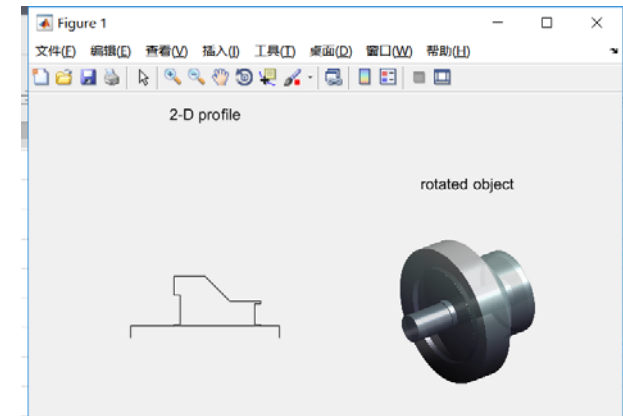 Figure 1
文件(F) 编辑(E) 查看(V) 插入(I) 工具(T) 桌面(D) 窗口(W) 帮助(H)
2-D profile
rotated object